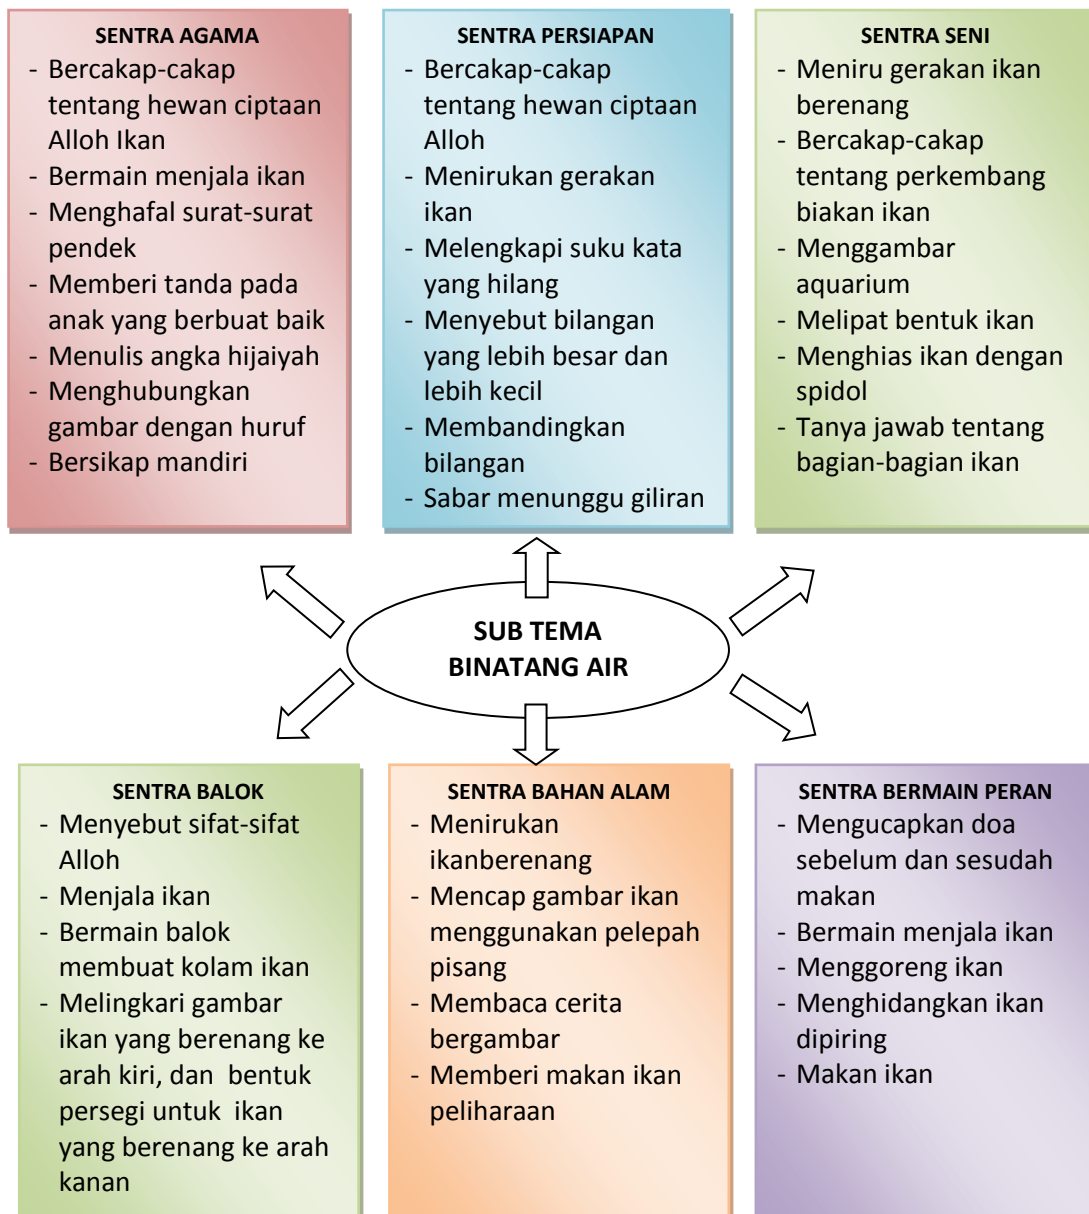 SENTRA AGAMA
- Bercakap-cakap
tentang hewan ciptaan
Alloh Ikan
- Bermain menjala ikan
- Menghafal surat-surat
pendek
- Memberi tanda pada
anak yang berbuat baik
- Menulis angka hijaiyah
- Menghubungkan
gambar dengan huruf
- Bersikap mandiri
SENTRA PERSIAPAN
- Bercakap-cakap
tentang hewan ciptaan
Alloh
- Menirukan gerakan
ikan
- Melengkapi suku kata
yang hilang
- Menyebut bilangan
yang lebih besar dan
lebih kecil
- Membandingkan
bilangan
- Sabar menunggu giliran
SENTRA SENI
- Meniru gerakan ikan
berenang
- Bercakap-cakap
tentang perkembang
biakan ikan
- Menggambar
aquarium
- Melipat bentuk ikan
- Menghias ikan dengan
spidol
- Tanya jawab tentang
bagian-bagian ikan
SUB TEMA
BINATANG AIR
SENTRA BALOK
- Menyebut sifat-sifat
Alloh
- Menjala ikan
- Bermain balok
membuat kolam ikan
- Melingkari gambar
ikan yang berenang ke
arah kiri, dan bentuk
persegi untuk ikan
yang berenang ke arah
kanan
SENTRA BAHAN ALAM
- Menirukan
ikanberenang
- Mencap gambar ikan
menggunakan pelepah
pisang
- Membaca cerita
bergambar
- Memberi makan ikan
peliharaan
SENTRA BERMAIN PERAN
- Mengucapkan doa
sebelum dan sesudah
makan
- Bermain menjala ikan
- Menggoreng ikan
- Menghidangkan ikan
dipiring
- Makan ikan